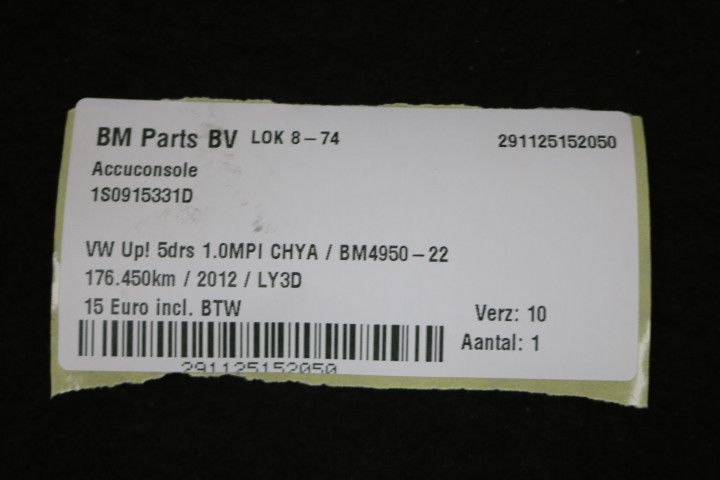 BM Parts BV LOK 8-74 291125152050
Accuconsole
1S0915331D
VW Up! 5drs 1.0MPI CHYA / BM4950-22
176.450km / 2012 / LY3D
15 Euro incl. BTW Verz: 10
Aantal: 1
291125152050